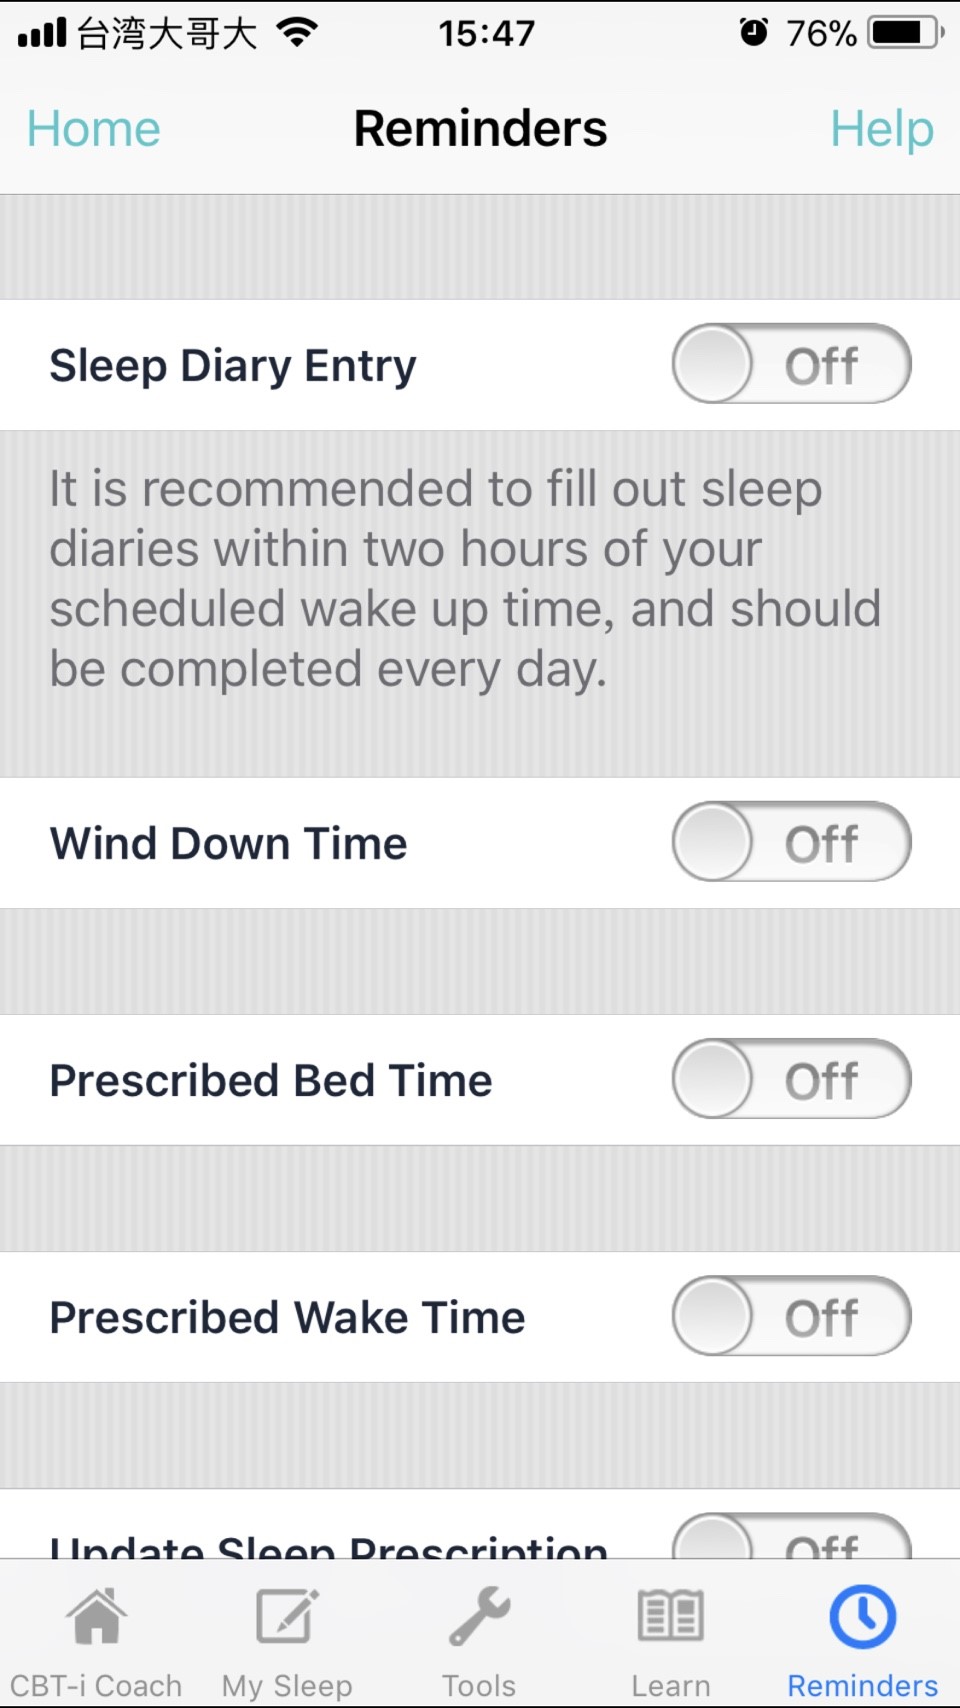 台湾大哥大 15:47 76%
Home Reminders Help
Sleep Diary Entry Off
It is recommended to fill out sleep
diaries within two hours of your
scheduled wake up time, and should
be completed every day.
Wind Down Time Off
Prescribed Bed Time Off
Prescribed Wake Time Off
Update Sleep Prescription Off
CBT-i Coach My Sleep Tools Learn Reminders